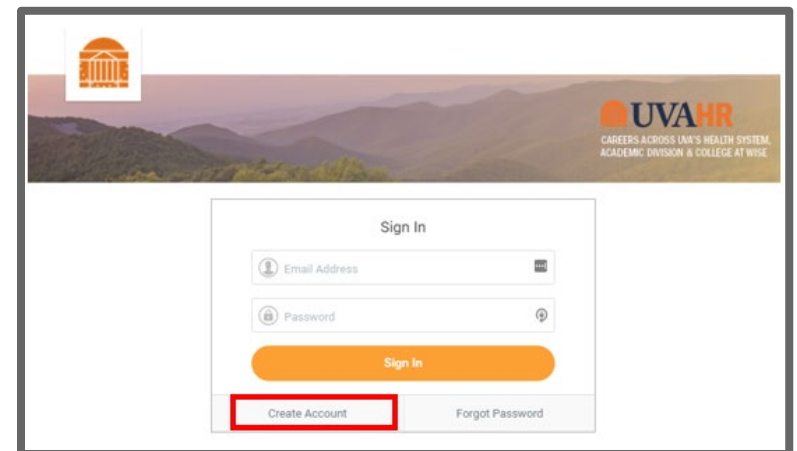 UVAHR
CAREERS ACROSS UVA'S HEALTH SYSTEM,
ACADEMIC DIVISION & COLLEGE AT WISE
Sign In
Email Address
Password
Sign In
Create Account Forgot Password